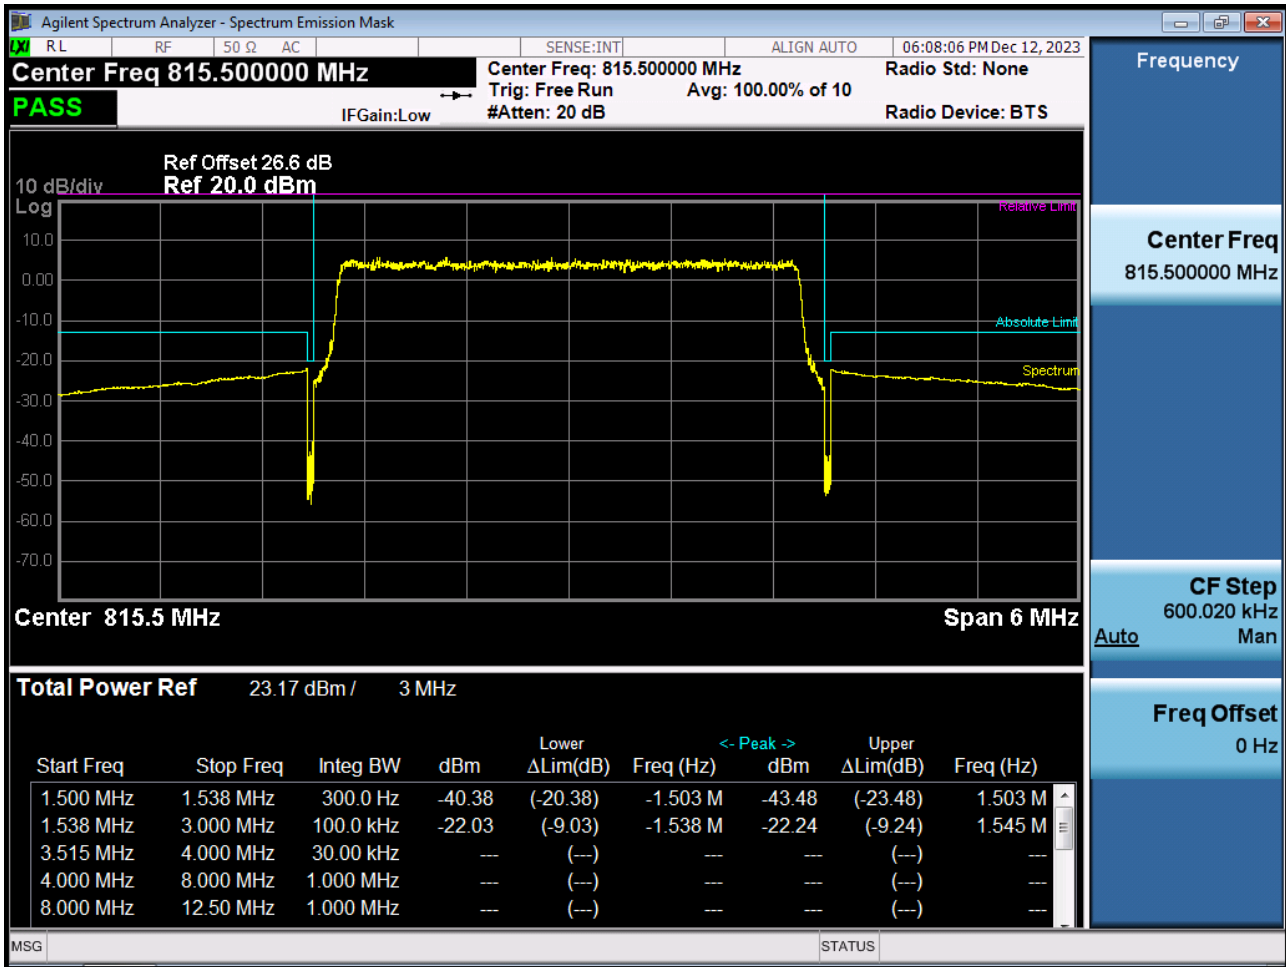 Agilent Spectrum Analyzer - Spectrum Emission Mask
LXI RL RF 50 Ω AC SENSE:INT ALIGN AUTO 06:08:06 PM Dec 12, 2023
Center Freq 815.500000 MHz Center Freq: 815.500000 MHz Radio Std: None
Trig: Free Run Avg: 100.00% of 10
PASS IFGain:Low #Atten: 20 dB Radio Device: BTS
Ref Offset 26.6 dB
10 dB/div Ref 20.0 dBm
Log
Relative Limit
10.0
0.00
-10.0
Absolute Limit
-20.0
Spectrum
-30.0
-40.0
-50.0
-60.0
-70.0
Center 815.5 MHz Span 6 MHz
Total Power Ref 23.17 dBm / 3 MHz
Lower <- Peak -> Upper
Start Freq Stop Freq Integ BW dBm ΔLim(dB) Freq (Hz) dBm ΔLim(dB) Freq (Hz)
1.500 MHz 1.538 MHz 300.0 Hz -40.38 (-20.38) -1.503 M -43.48 (-23.48) 1.503 M
1.538 MHz 3.000 MHz 100.0 kHz -22.03 (-9.03) -1.538 M -22.24 (-9.24) 1.545 M
3.515 MHz 4.000 MHz 30.00 kHz --- (---) --- --- (---) ---
4.000 MHz 8.000 MHz 1.000 MHz --- (---) --- --- (---) ---
8.000 MHz 12.50 MHz 1.000 MHz --- (---) --- --- (---) ---
MSG STATUS
Frequency
Center Freq
815.500000 MHz
CF Step
600.020 kHz
Auto Man
Freq Offset
0 Hz